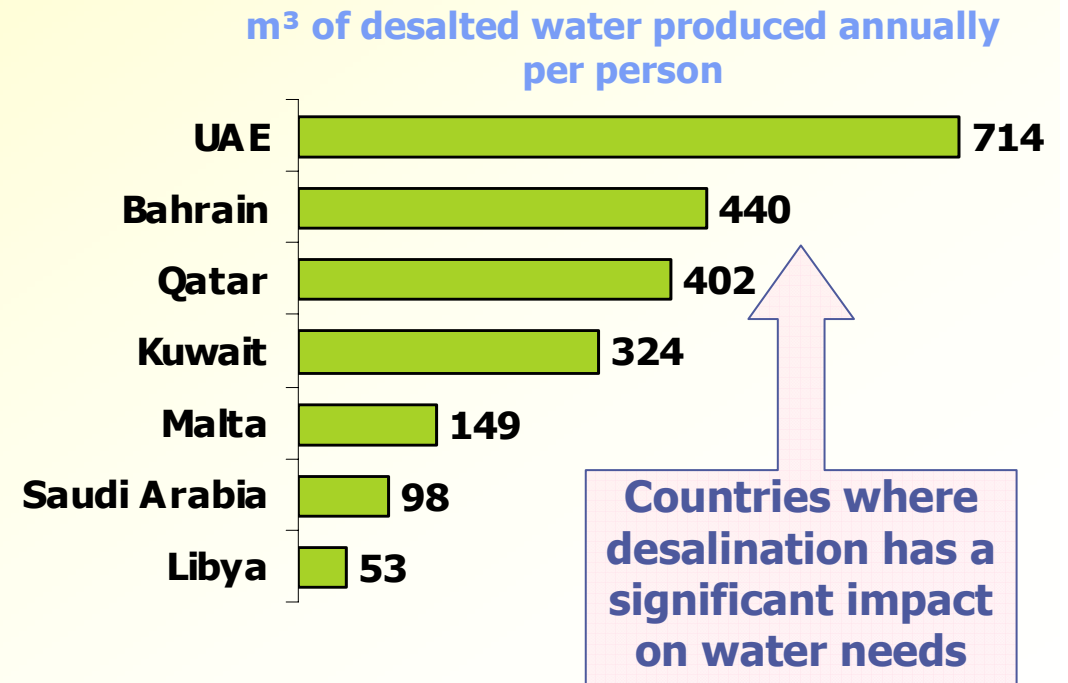 m³ of desalted water produced annually
per person
UAE 714
Bahrain 440
Qatar 402
Kuwait 324
Malta 149
Saudi Arabia 98
Libya 53
Countries where
desalination has a
significant impact
on water needs